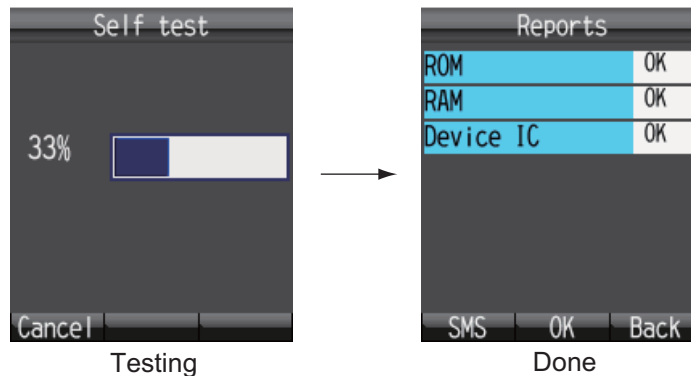 Self test
33%
Cancel
Testing
Reports
ROM OK
RAM OK
Device IC OK
SMS OK Back
Done